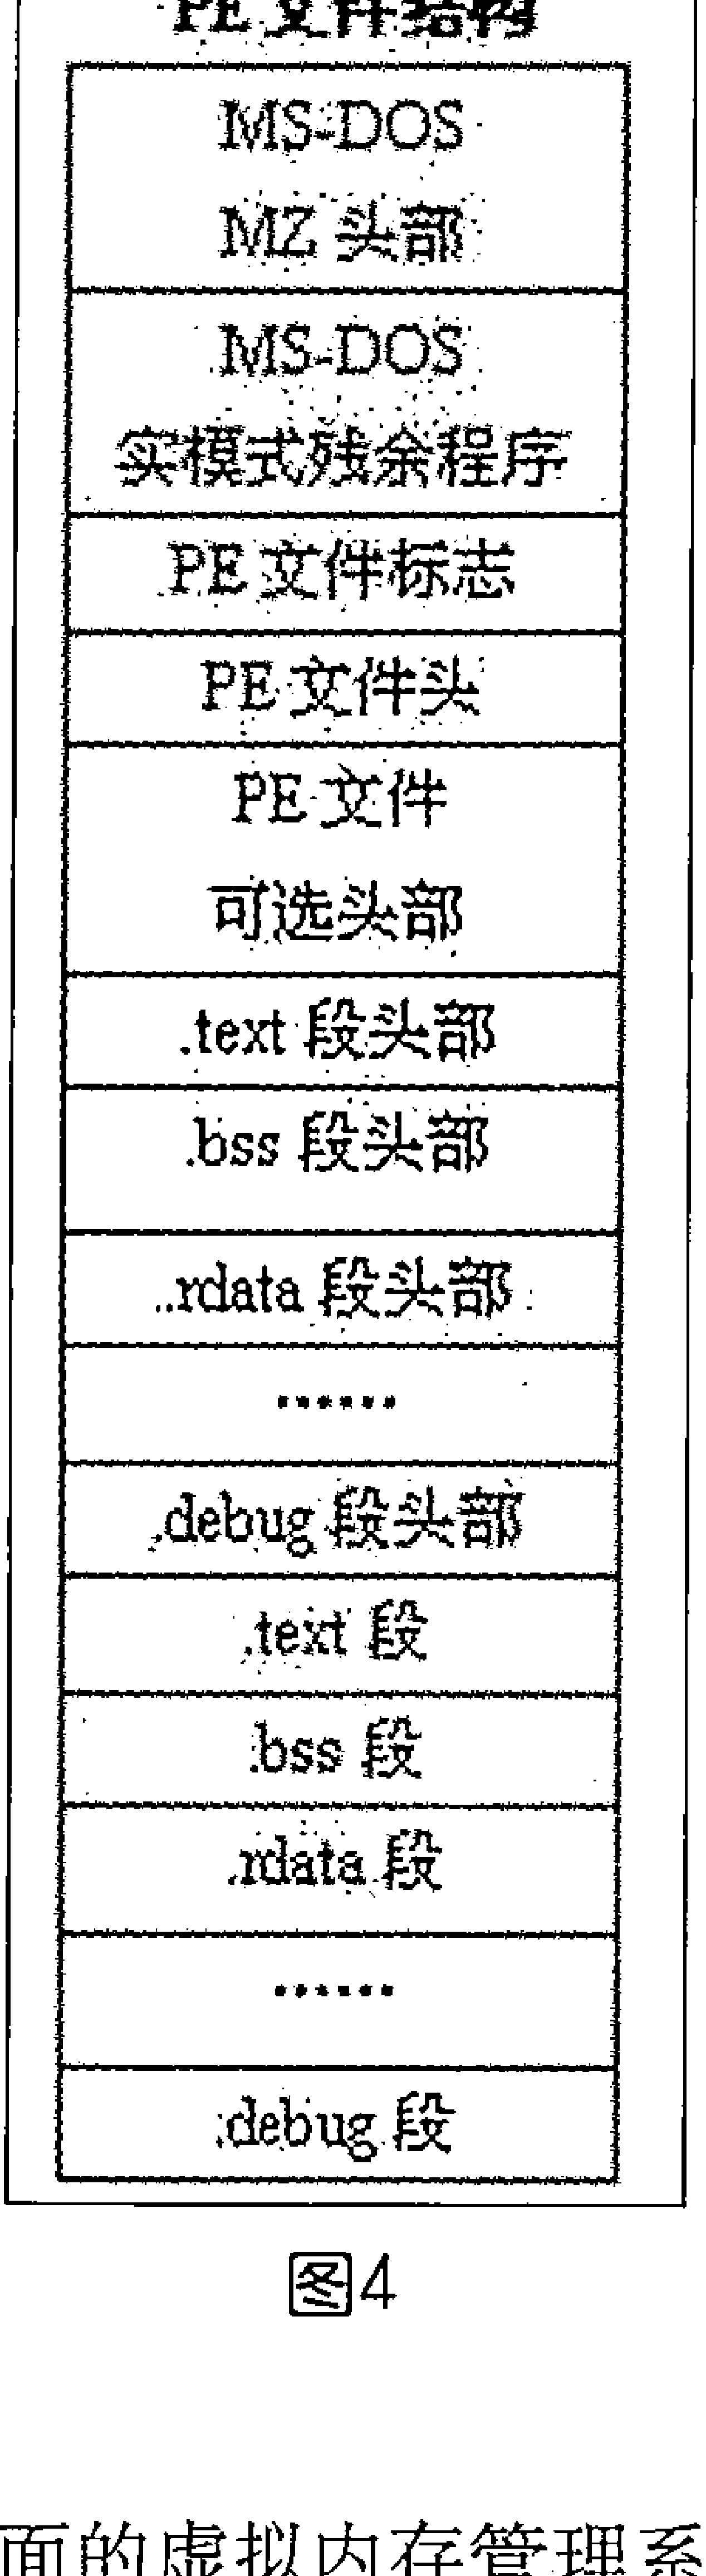 PE 文件结构
MS-DOS
MZ 头部
MS-DOS
实模式残余程序
PE 文件标志
PE 文件头
PE 文件
可选头部
.text 段头部
.bss 段头部
..rdata 段头部
······
.debug 段头部
.text 段
.bss 段
.rdata 段
······
.debug 段
图4
面的虚拟内存管理系